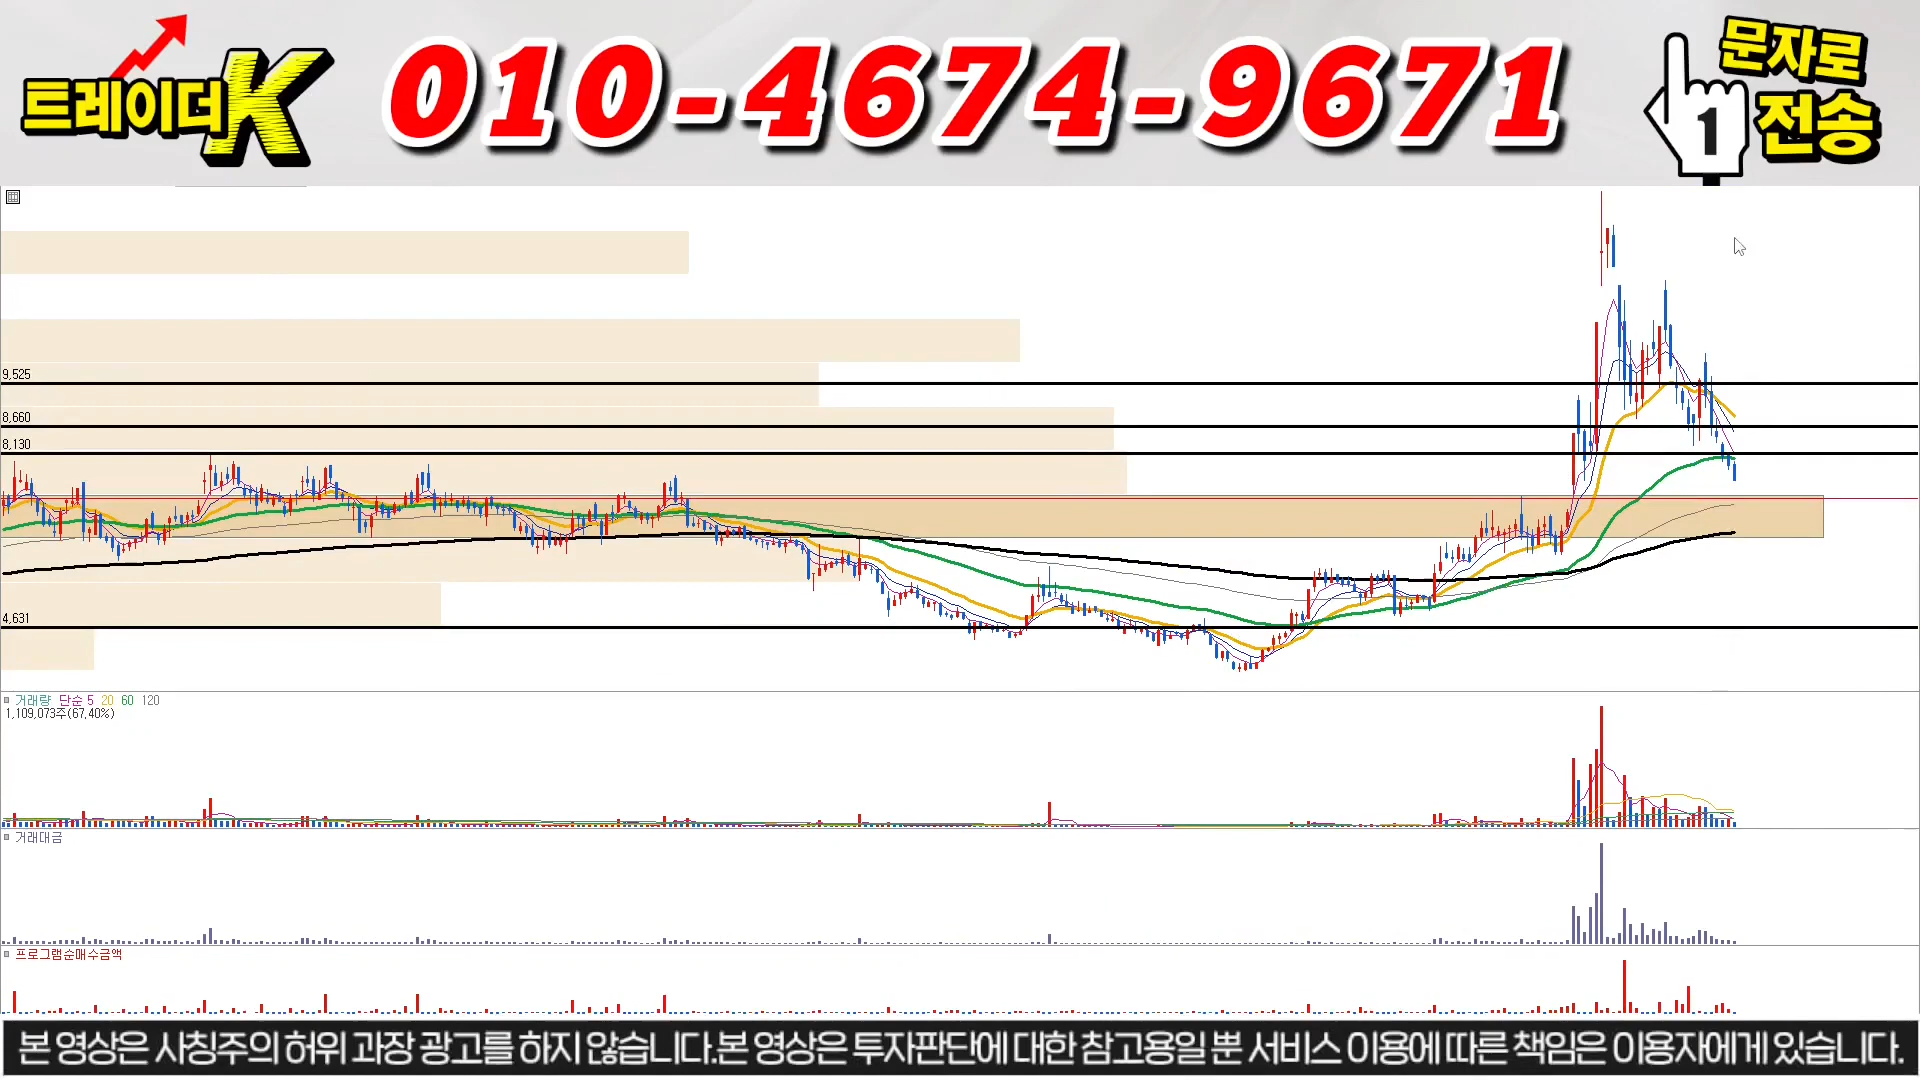 트레이더K
010-4674-9671
문자로
1 전송
9,525
8,660
8,130
4,631
거래량 단순 5 20 60 120
1,109,073주(67,40%)
거래대금
프로그램순매수금액
본 영상은 사칭주의 허위 과장 광고를 하지 않습니다.본 영상은 투자판단에 대한 참고용일 뿐 서비스 이용에 따른 책임은 이용자에게 있습니다.